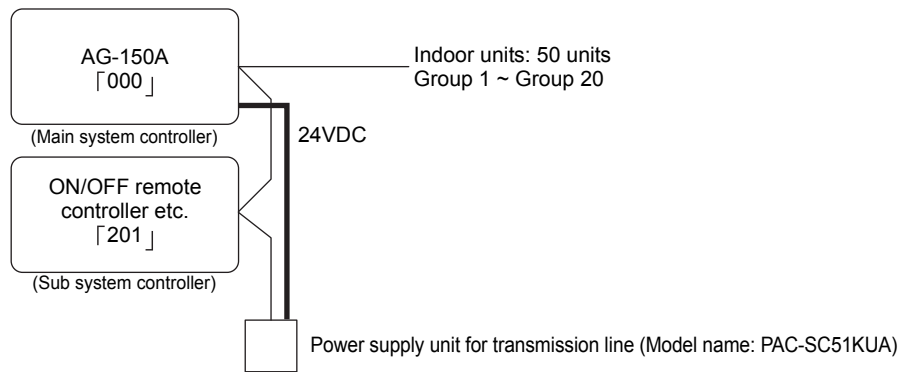 AG-150A
「000」
(Main system controller)
Indoor units: 50 units
Group 1 ~ Group 20
24VDC
ON/OFF remote
controller etc.
「201」
(Sub system controller)
Power supply unit for transmission line (Model name: PAC-SC51KUA)